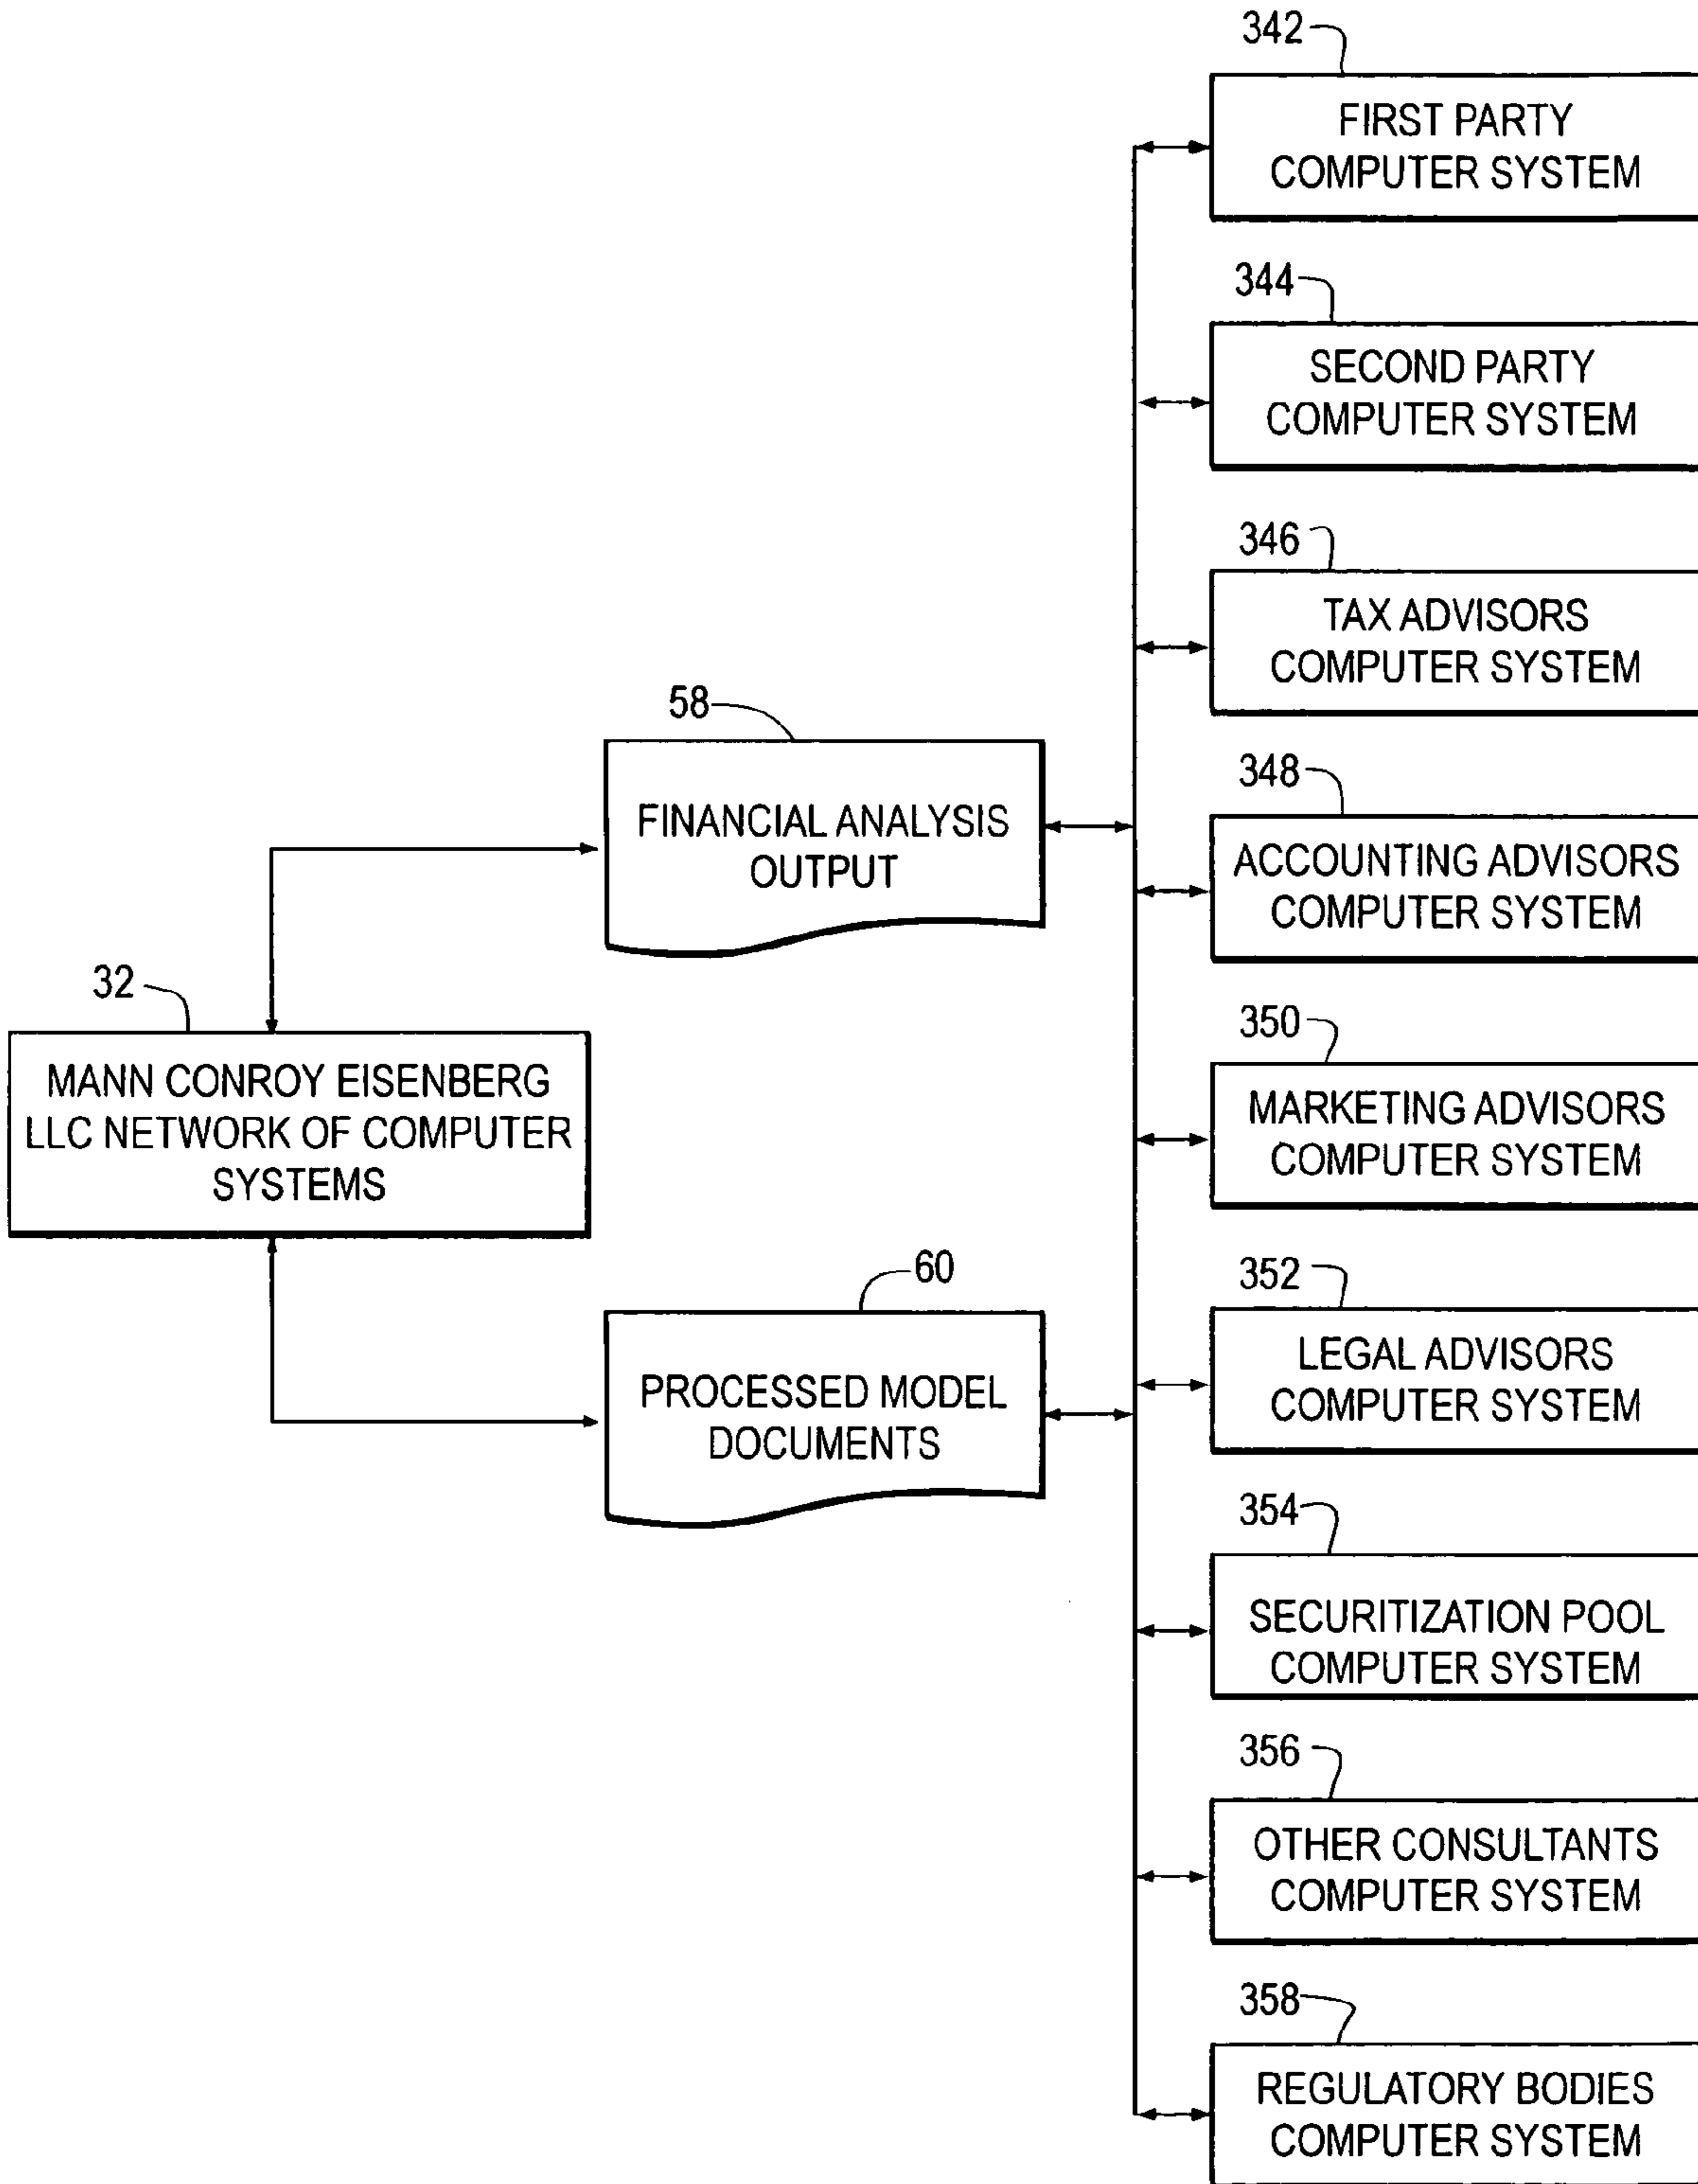 342
FIRST PARTY
COMPUTER SYSTEM
344
SECOND PARTY
COMPUTER SYSTEM
346
TAX ADVISORS
COMPUTER SYSTEM
58
FINANCIAL ANALYSIS
OUTPUT
348
ACCOUNTING ADVISORS
COMPUTER SYSTEM
32
MANN CONROY EISENBERG
LLC NETWORK OF COMPUTER
SYSTEMS
350
MARKETING ADVISORS
COMPUTER SYSTEM
60
PROCESSED MODEL
DOCUMENTS
352
LEGAL ADVISORS
COMPUTER SYSTEM
354
SECURITIZATION POOL
COMPUTER SYSTEM
356
OTHER CONSULTANTS
COMPUTER SYSTEM
358
REGULATORY BODIES
COMPUTER SYSTEM